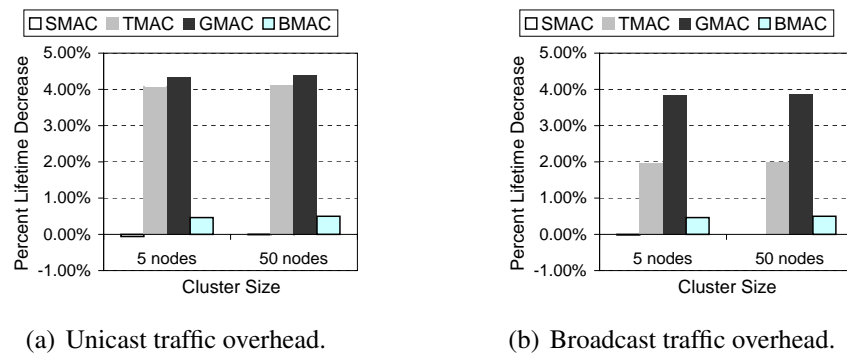 SMAC TMAC GMAC BMAC
5.00%
4.00%
3.00%
2.00%
1.00%
0.00%
-1.00%
Percent Lifetime Decrease
5 nodes 50 nodes
Cluster Size
(a) Unicast traffic overhead.
SMAC TMAC GMAC BMAC
5.00%
4.00%
3.00%
2.00%
1.00%
0.00%
-1.00%
Percent Lifetime Decrease
5 nodes 50 nodes
Cluster Size
(b) Broadcast traffic overhead.